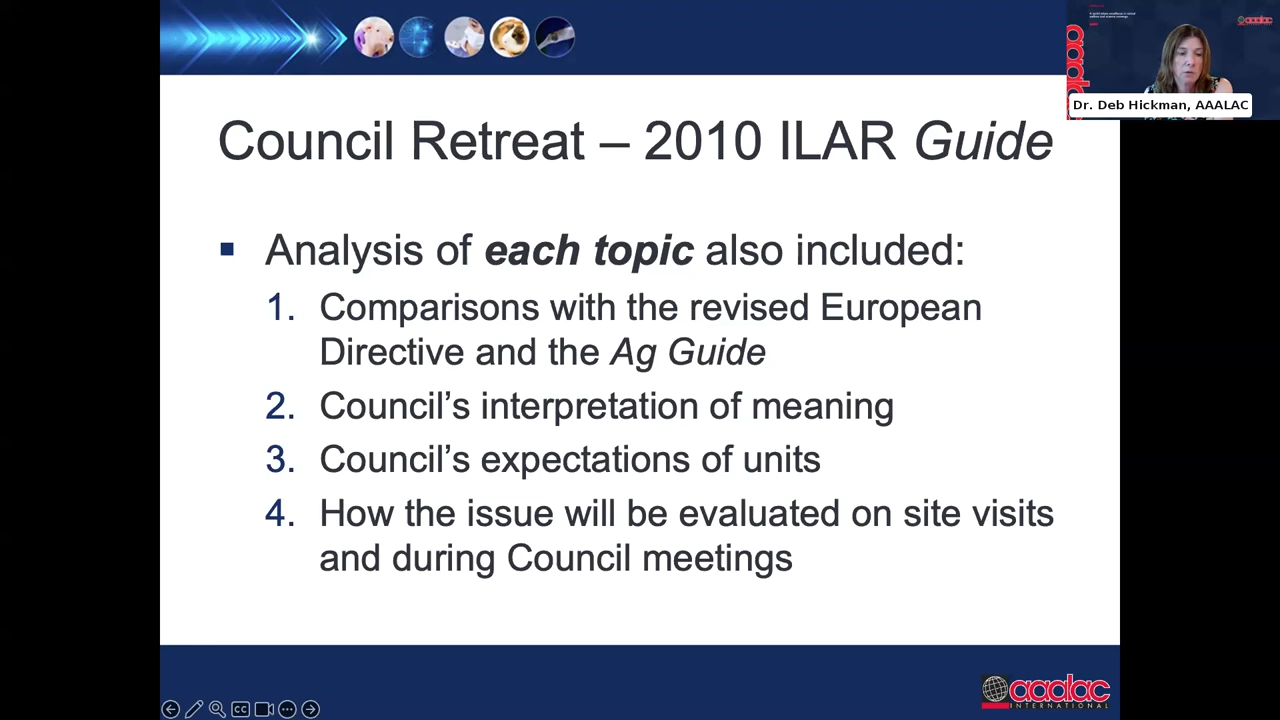 aaalac
Dr. Deb Hickman, AAALAC
Council Retreat – 2010 ILAR Guide
▪ Analysis of each topic also included:
1. Comparisons with the revised European
Directive and the Ag Guide
2. Council's interpretation of meaning
3. Council's expectations of units
4. How the issue will be evaluated on site visits
and during Council meetings
CC
aaalac
INTERNATIONAL